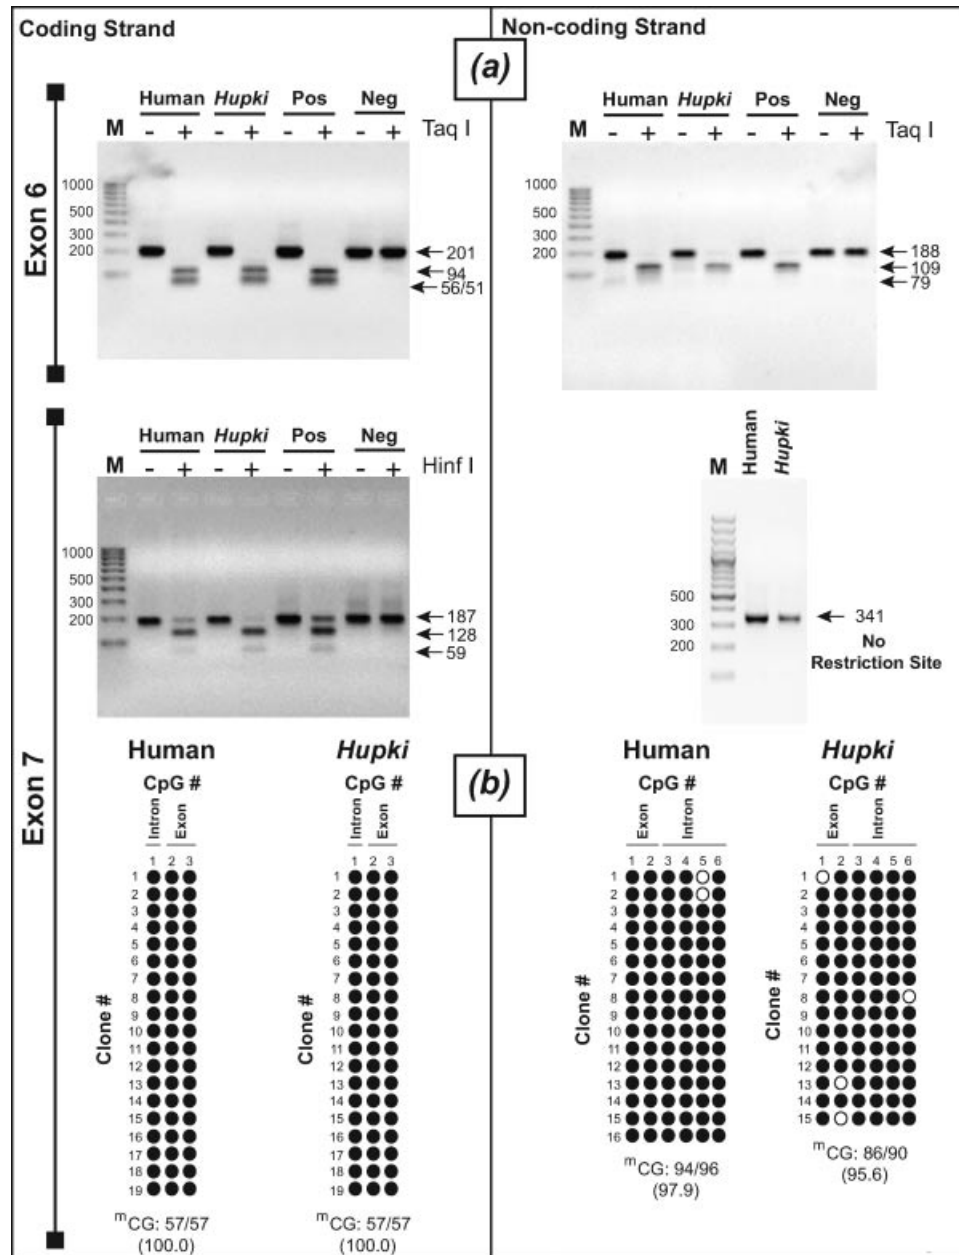 Coding Strand
Non-coding Strand
(a)
Exon 6
Human Hupki Pos Neg
M - + - + - + - + Taq I
1000
500
300
200
201
94
56/51
Human Hupki Pos Neg
M - + - + - + - + Taq I
1000
500
300
200
188
109
79
Exon 7
Human Hupki Pos Neg
M - + - + - + - + Hinf I
1000
500
300
200
187
128
59
M Human Hupki
500
300
200
341
No
Restriction Site
(b)
Human
CpG #
Intron Exon
1 2 3
Clone #
1
2
3
4
5
6
7
8
9
10
11
12
13
14
15
16
17
18
19
mCG: 57/57
(100.0)
Hupki
CpG #
Intron Exon
1 2 3
Clone #
1
2
3
4
5
6
7
8
9
10
11
12
13
14
15
16
17
18
19
mCG: 57/57
(100.0)
Human
CpG #
Exon Intron
1 2 3 4 5 6
Clone #
1
2
3
4
5
6
7
8
9
10
11
12
13
14
15
16
mCG: 94/96
(97.9)
Hupki
CpG #
Exon Intron
1 2 3 4 5 6
Clone #
1
2
3
4
5
6
7
8
9
10
11
12
13
14
15
mCG: 86/90
(95.6)